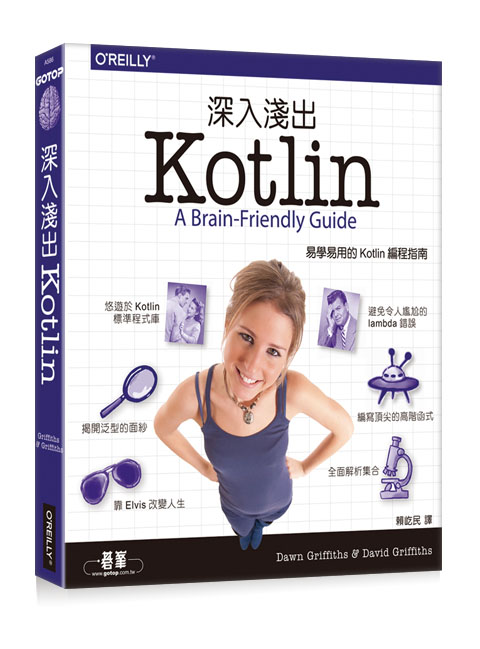 A586
GOTOP
深入淺出 Kotlin
Griffiths
& Griffiths
O'REILLY®
O'REILLY®
深入淺出
Kotlin
A Brain-Friendly Guide
易學易用的 Kotlin 編程指南
悠遊於 Kotlin
標準程式庫
避免令人尷尬的
lambda 錯誤
揭開泛型的面紗
編寫頂尖的高階函式
全面解析集合
靠 Elvis 改變人生
賴屹民 譯
碁峯
www.gotop.com.tw
Dawn Griffiths & David Griffiths